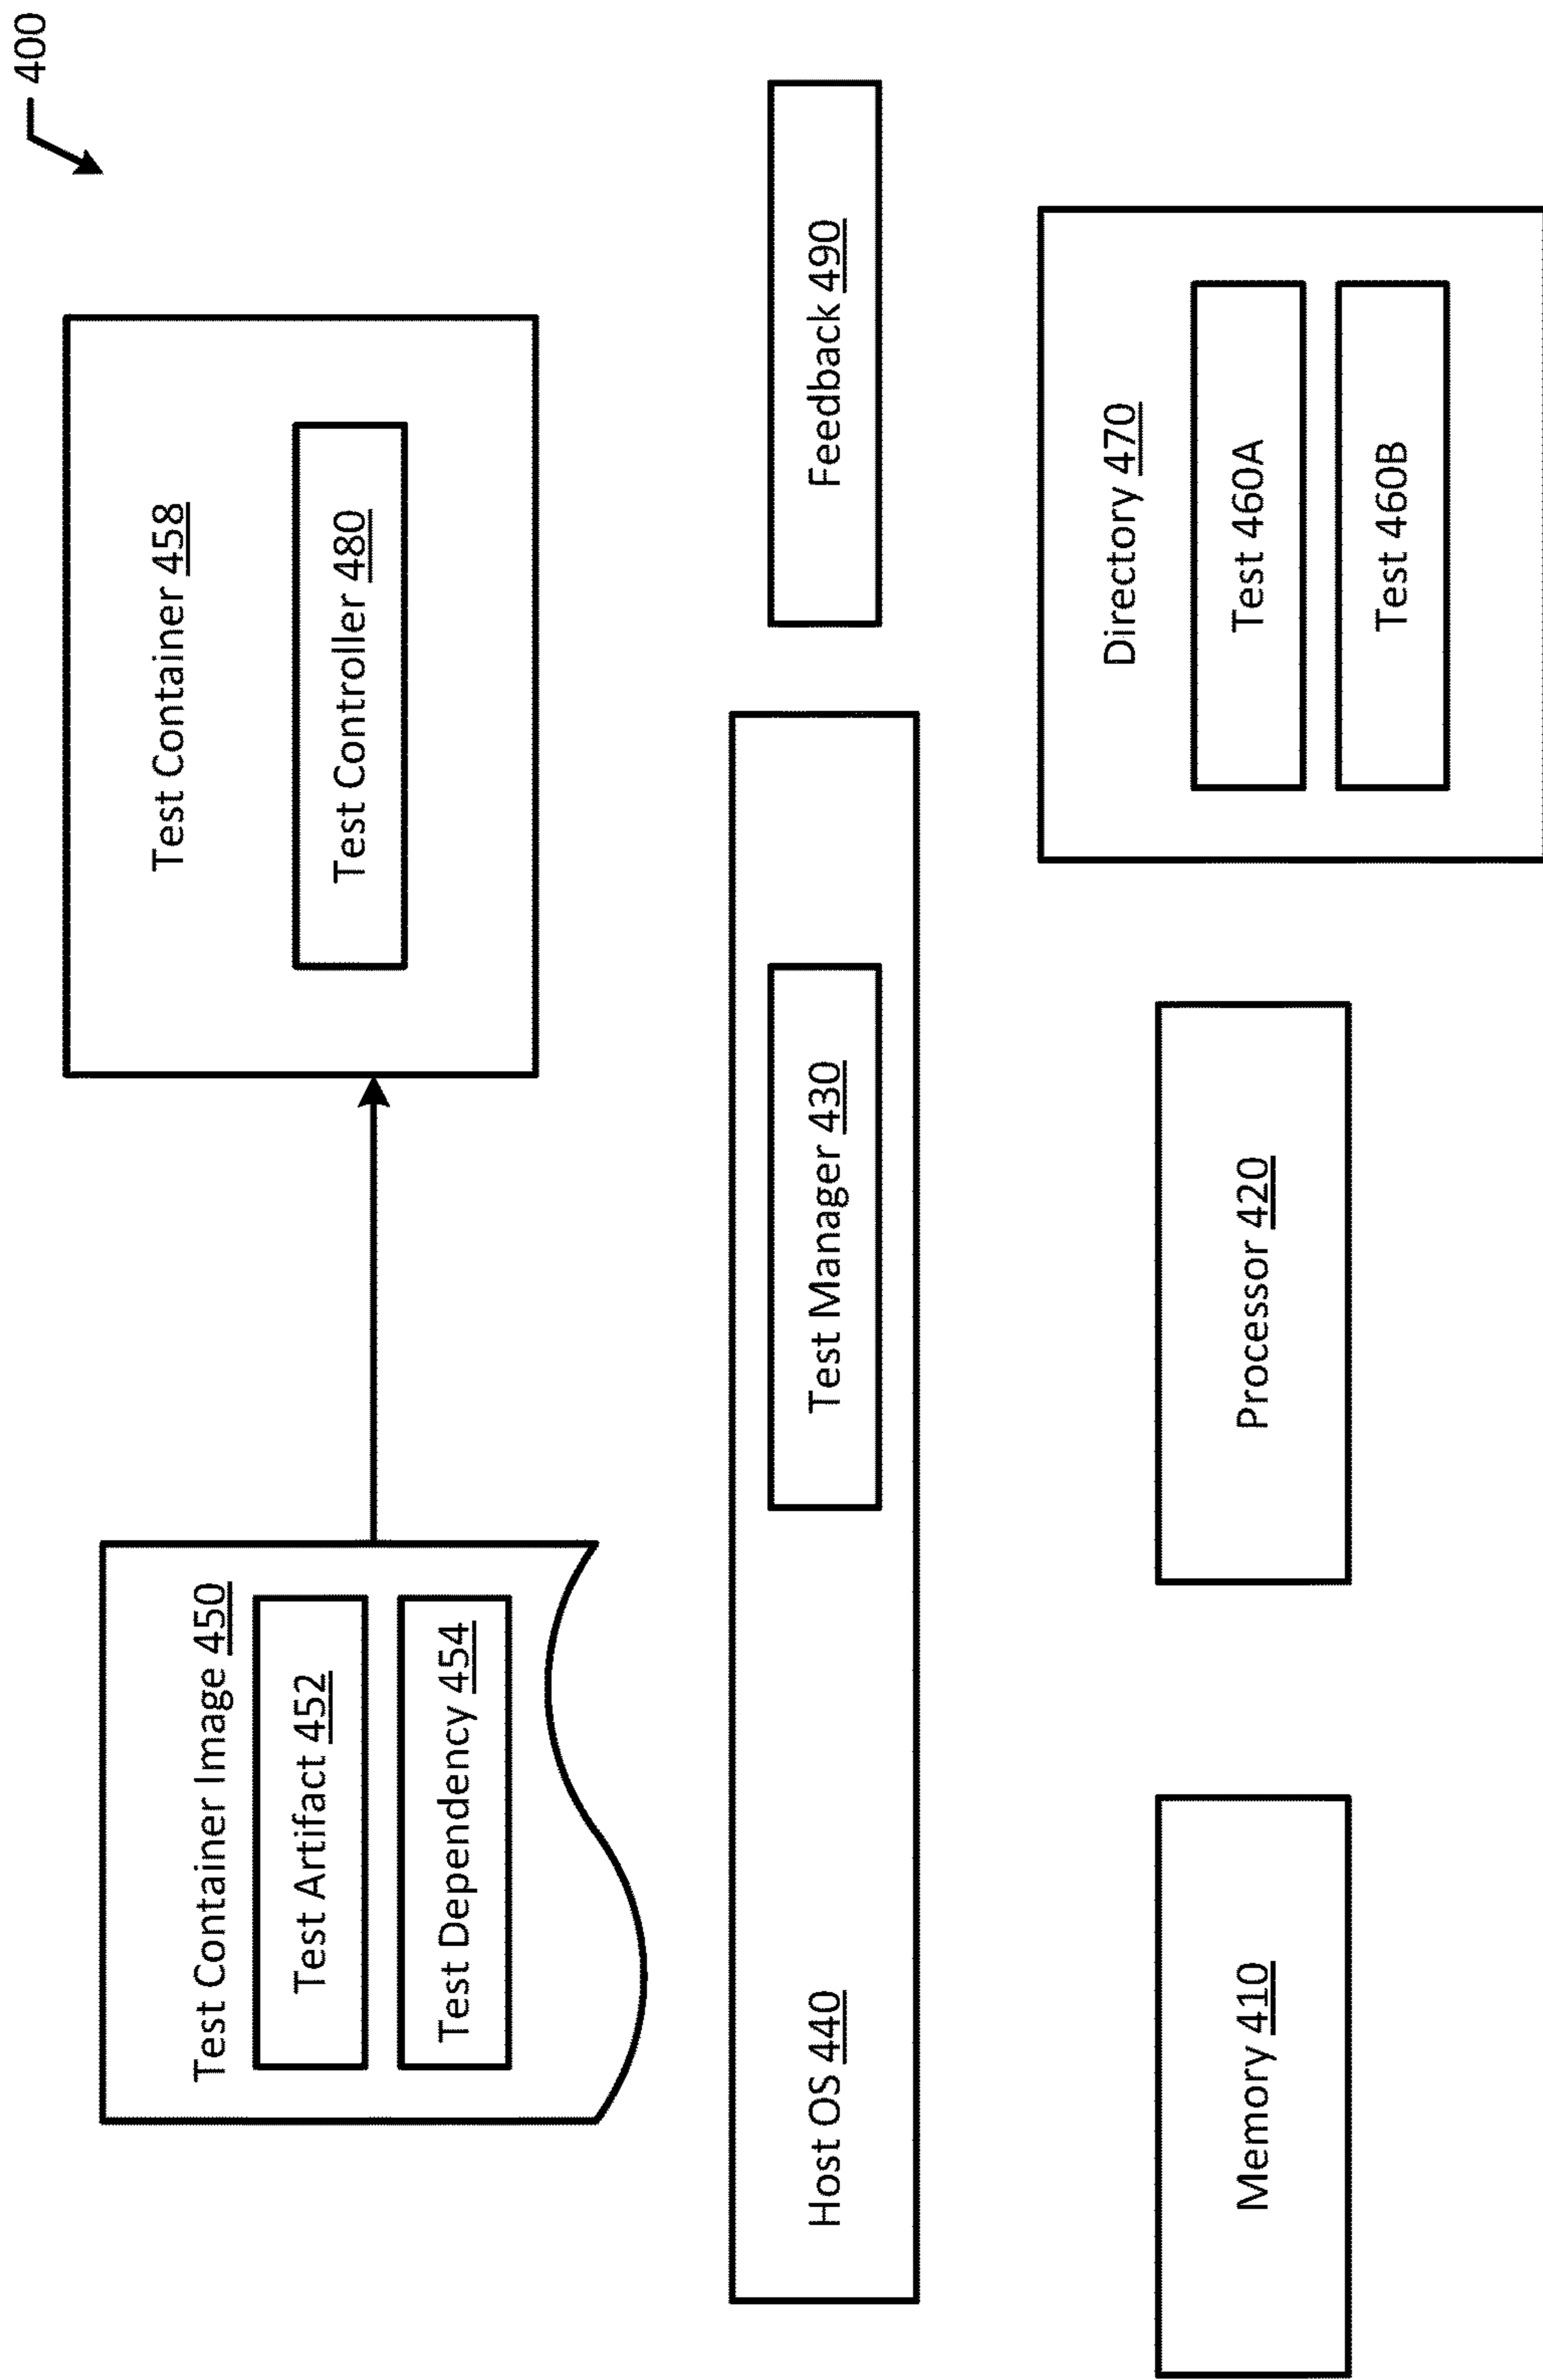 400
Test Container Image 450
Test Artifact 452
Test Dependency 454
Test Container 458
Test Controller 480
Host OS 440
Test Manager 430
Feedback 490
Memory 410
Processor 420
Directory 470
Test 460A
Test 460B